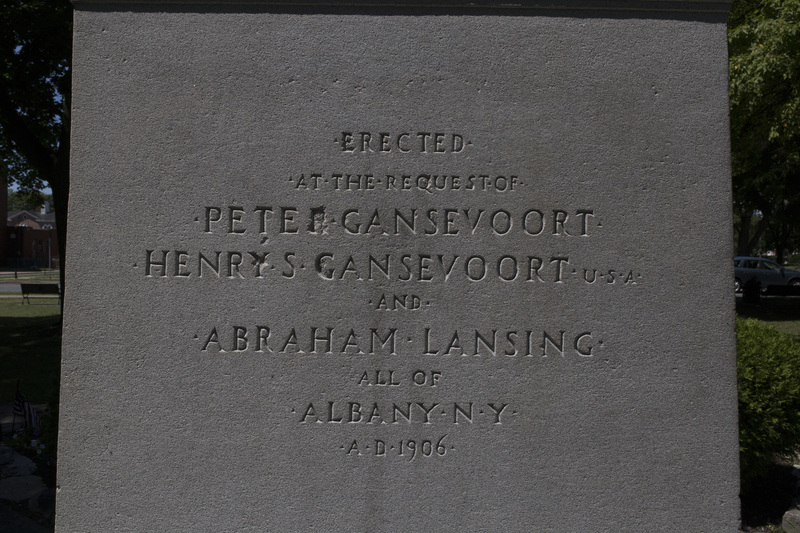 ·ERECTED·
·AT·THE·REQUEST·OF·
·PETER·GANSEVOORT·
·HENRY·S·GANSEVOORT·U·S·A·
·AND·
·ABRAHAM·LANSING·
ALL OF
·ALBANY·N·Y·
·A·D·1906·